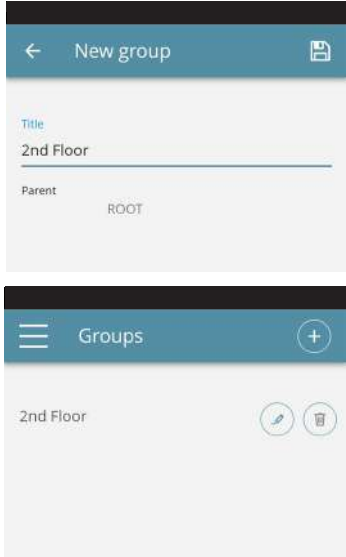 New group
Title
2nd Floor
Parent
ROOT
Groups
2nd Floor